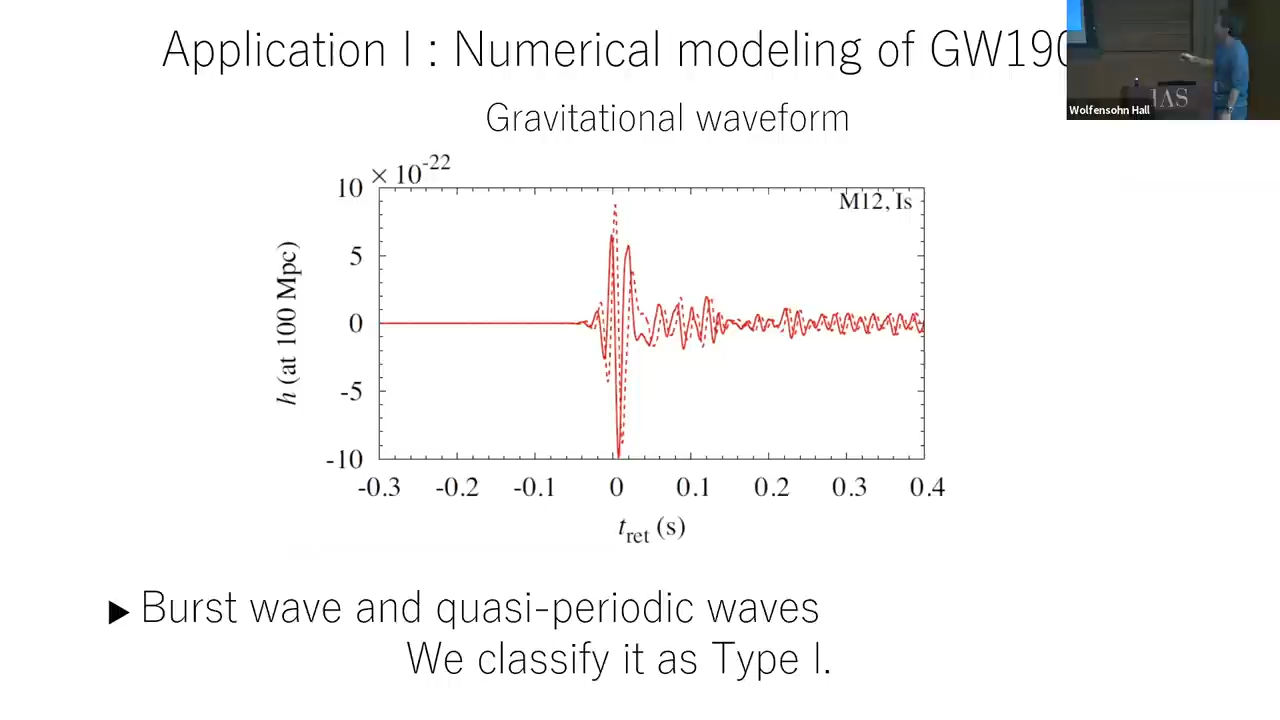 Application I : Numerical modeling of GW190
Wolfensohn Hall
IAS
Gravitational waveform
10 × 10-22
M12, Is
5
0
-5
-10
h (at 100 Mpc)
-0.3 -0.2 -0.1 0 0.1 0.2 0.3 0.4
tret (s)
▶ Burst wave and quasi-periodic waves
We classify it as Type I.